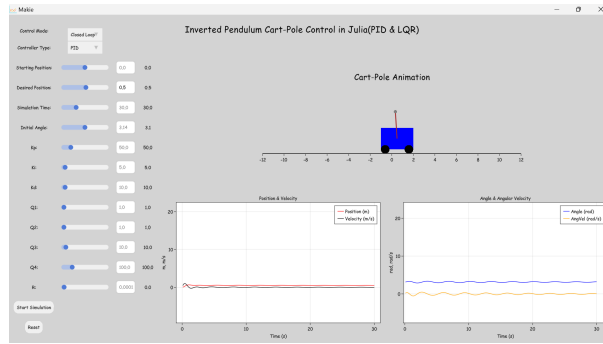 Makie
Inverted Pendulum Cart-Pole Control in Julia(PID & LQR)
Control Mode: Closed Loop
Controller Type: PID
Starting Position: 0.0 0.0
Desired Position: 0.5 0.5
Simulation Time: 30.0 30.0
Initial Angle: 3.14 3.1
Kp: 50.0 50.0
Ki: 5.0 5.0
Kd: 10.0 10.0
Q1: 1.0 1.0
Q2: 1.0 1.0
Q3: 10.0 10.0
Q4: 100.0 100.0
R: 0.0001 0.0
Start Simulation
Reset
Cart-Pole Animation
-12 -10 -8 -6 -4 -2 0 2 4 6 8 10 12
Position & Velocity
Position (m)
Velocity (m/s)
m, m/s
20
10
0
0 10 20 30
Time (s)
Angle & Angular Velocity
Angle (rad)
AngVel (rad/s)
rad, rad/s
20
10
0
0 10 20 30
Time (s)